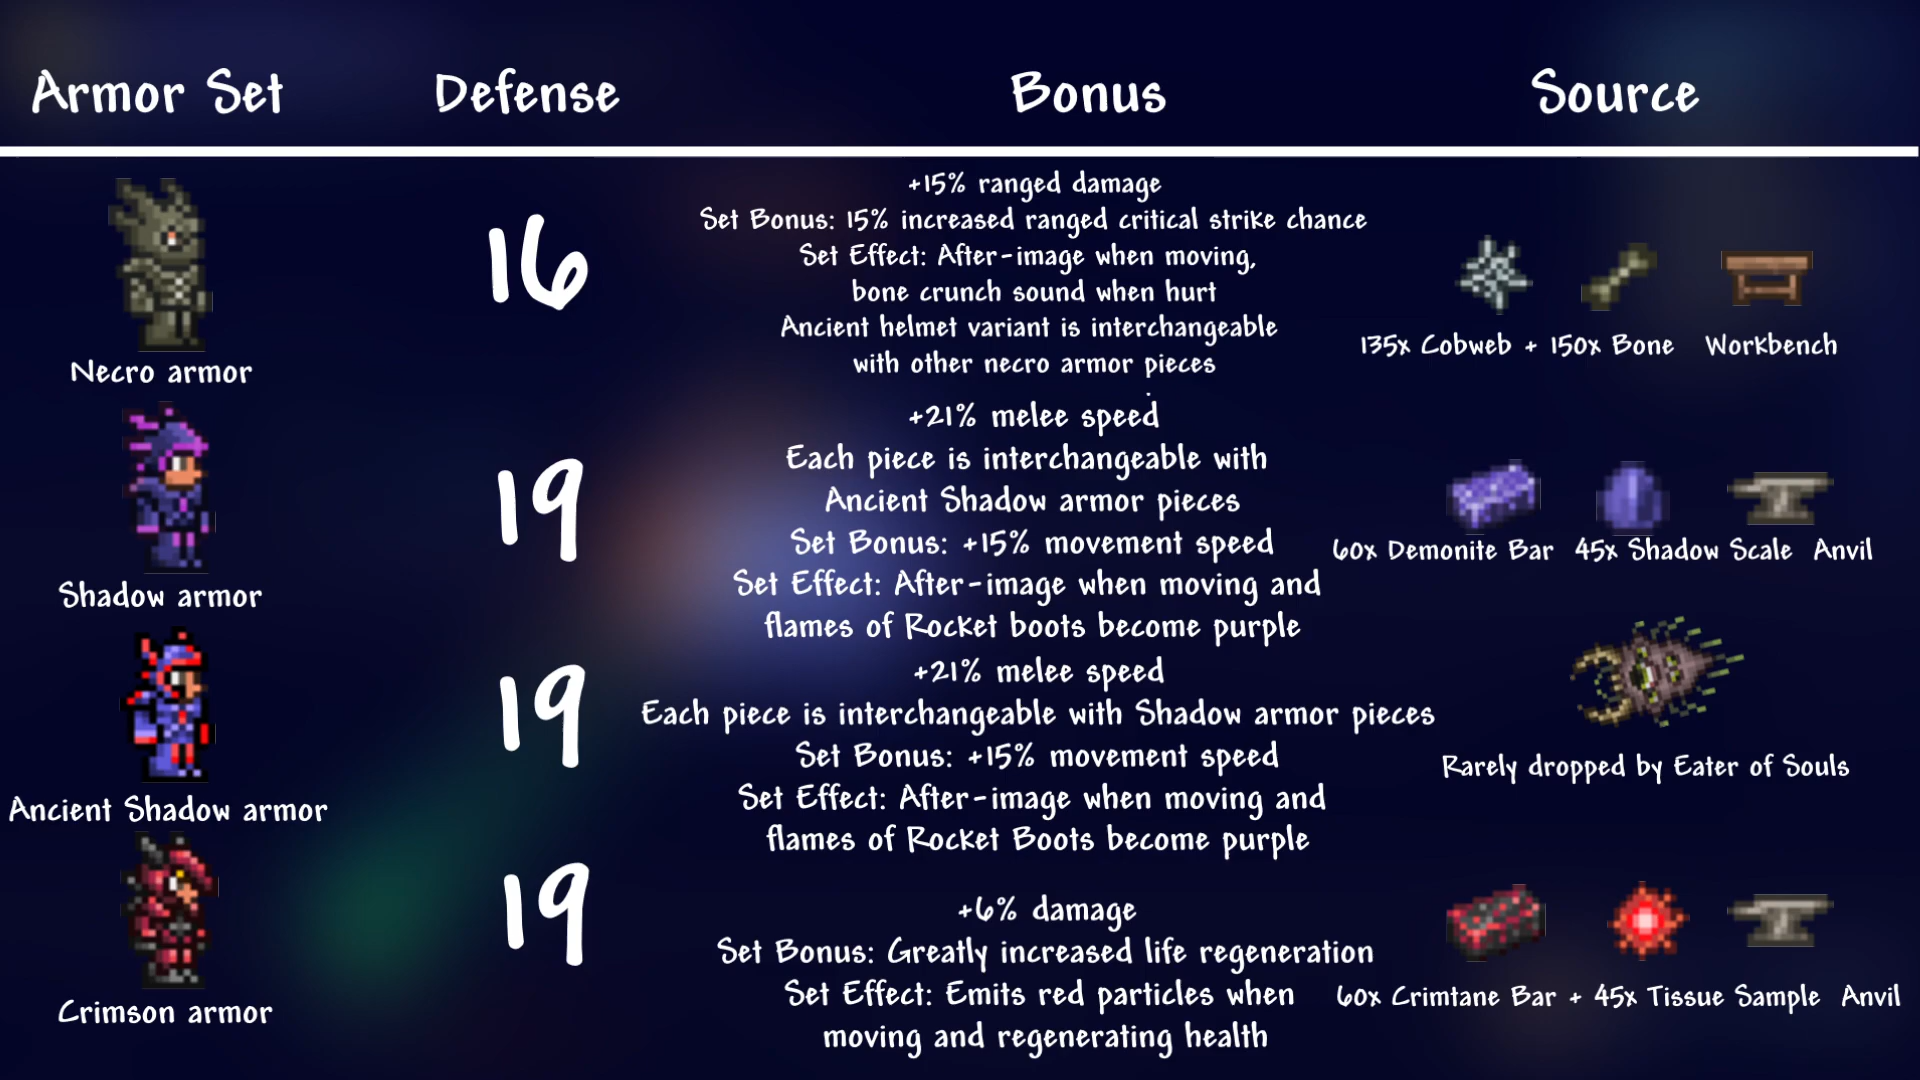 Armor Set Defense Bonus Source
Necro armor
16
+15% ranged damage
Set Bonus: 15% increased ranged critical strike chance
Set Effect: After-image when moving,
bone crunch sound when hurt
Ancient helmet variant is interchangeable
with other necro armor pieces
135x Cobweb + 150x Bone Workbench
Shadow armor
19
+21% melee speed
Each piece is interchangeable with
Ancient Shadow armor pieces
Set Bonus: +15% movement speed
Set Effect: After-image when moving and
flames of Rocket boots become purple
60x Demonite Bar 45x Shadow Scale Anvil
Ancient Shadow armor
19
+21% melee speed
Each piece is interchangeable with Shadow armor pieces
Set Bonus: +15% movement speed
Set Effect: After-image when moving and
flames of Rocket Boots become purple
Rarely dropped by Eater of Souls
Crimson armor
19
+6% damage
Set Bonus: Greatly increased life regeneration
Set Effect: Emits red particles when
moving and regenerating health
60x Crimtane Bar + 45x Tissue Sample Anvil